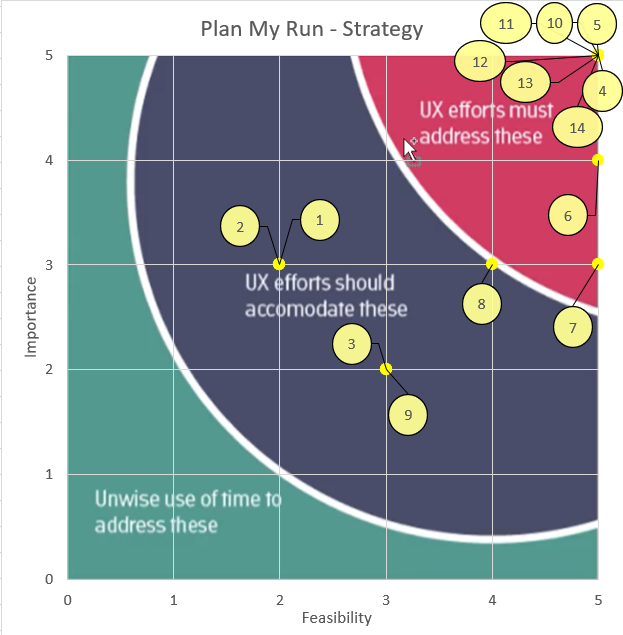 Plan My Run - Strategy
11
10
5
12
13
4
14
UX efforts must
address these
6
2
1
UX efforts should
accomodate these
8
7
3
9
Unwise use of time to
address these
Importance
5
4
3
2
1
0
0
1
2
3
4
5
Feasibility